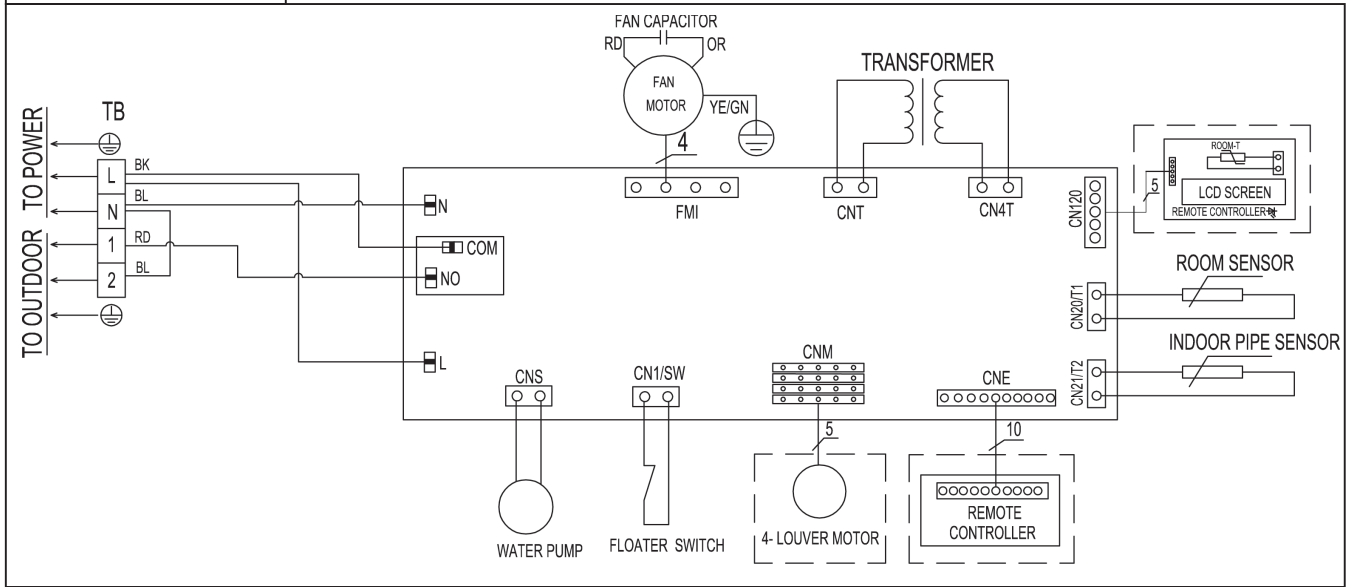 FAN CAPACITOR
RD
OR
FAN
MOTOR
YE/GN
4
FMI
TRANSFORMER
CNT
CN4T
TB
TO POWER
TO OUTDOOR
L
N
1
2
BK
BL
RD
BL
N
COM
NO
L
CN120
5
ROOM-T
LCD SCREEN
REMOTE CONTROLLER
ROOM SENSOR
CN20/T1
INDOOR PIPE SENSOR
CN21/T2
CNS
WATER PUMP
CN1/SW
FLOATER SWITCH
CNM
5
4- LOUVER MOTOR
CNE
10
REMOTE
CONTROLLER